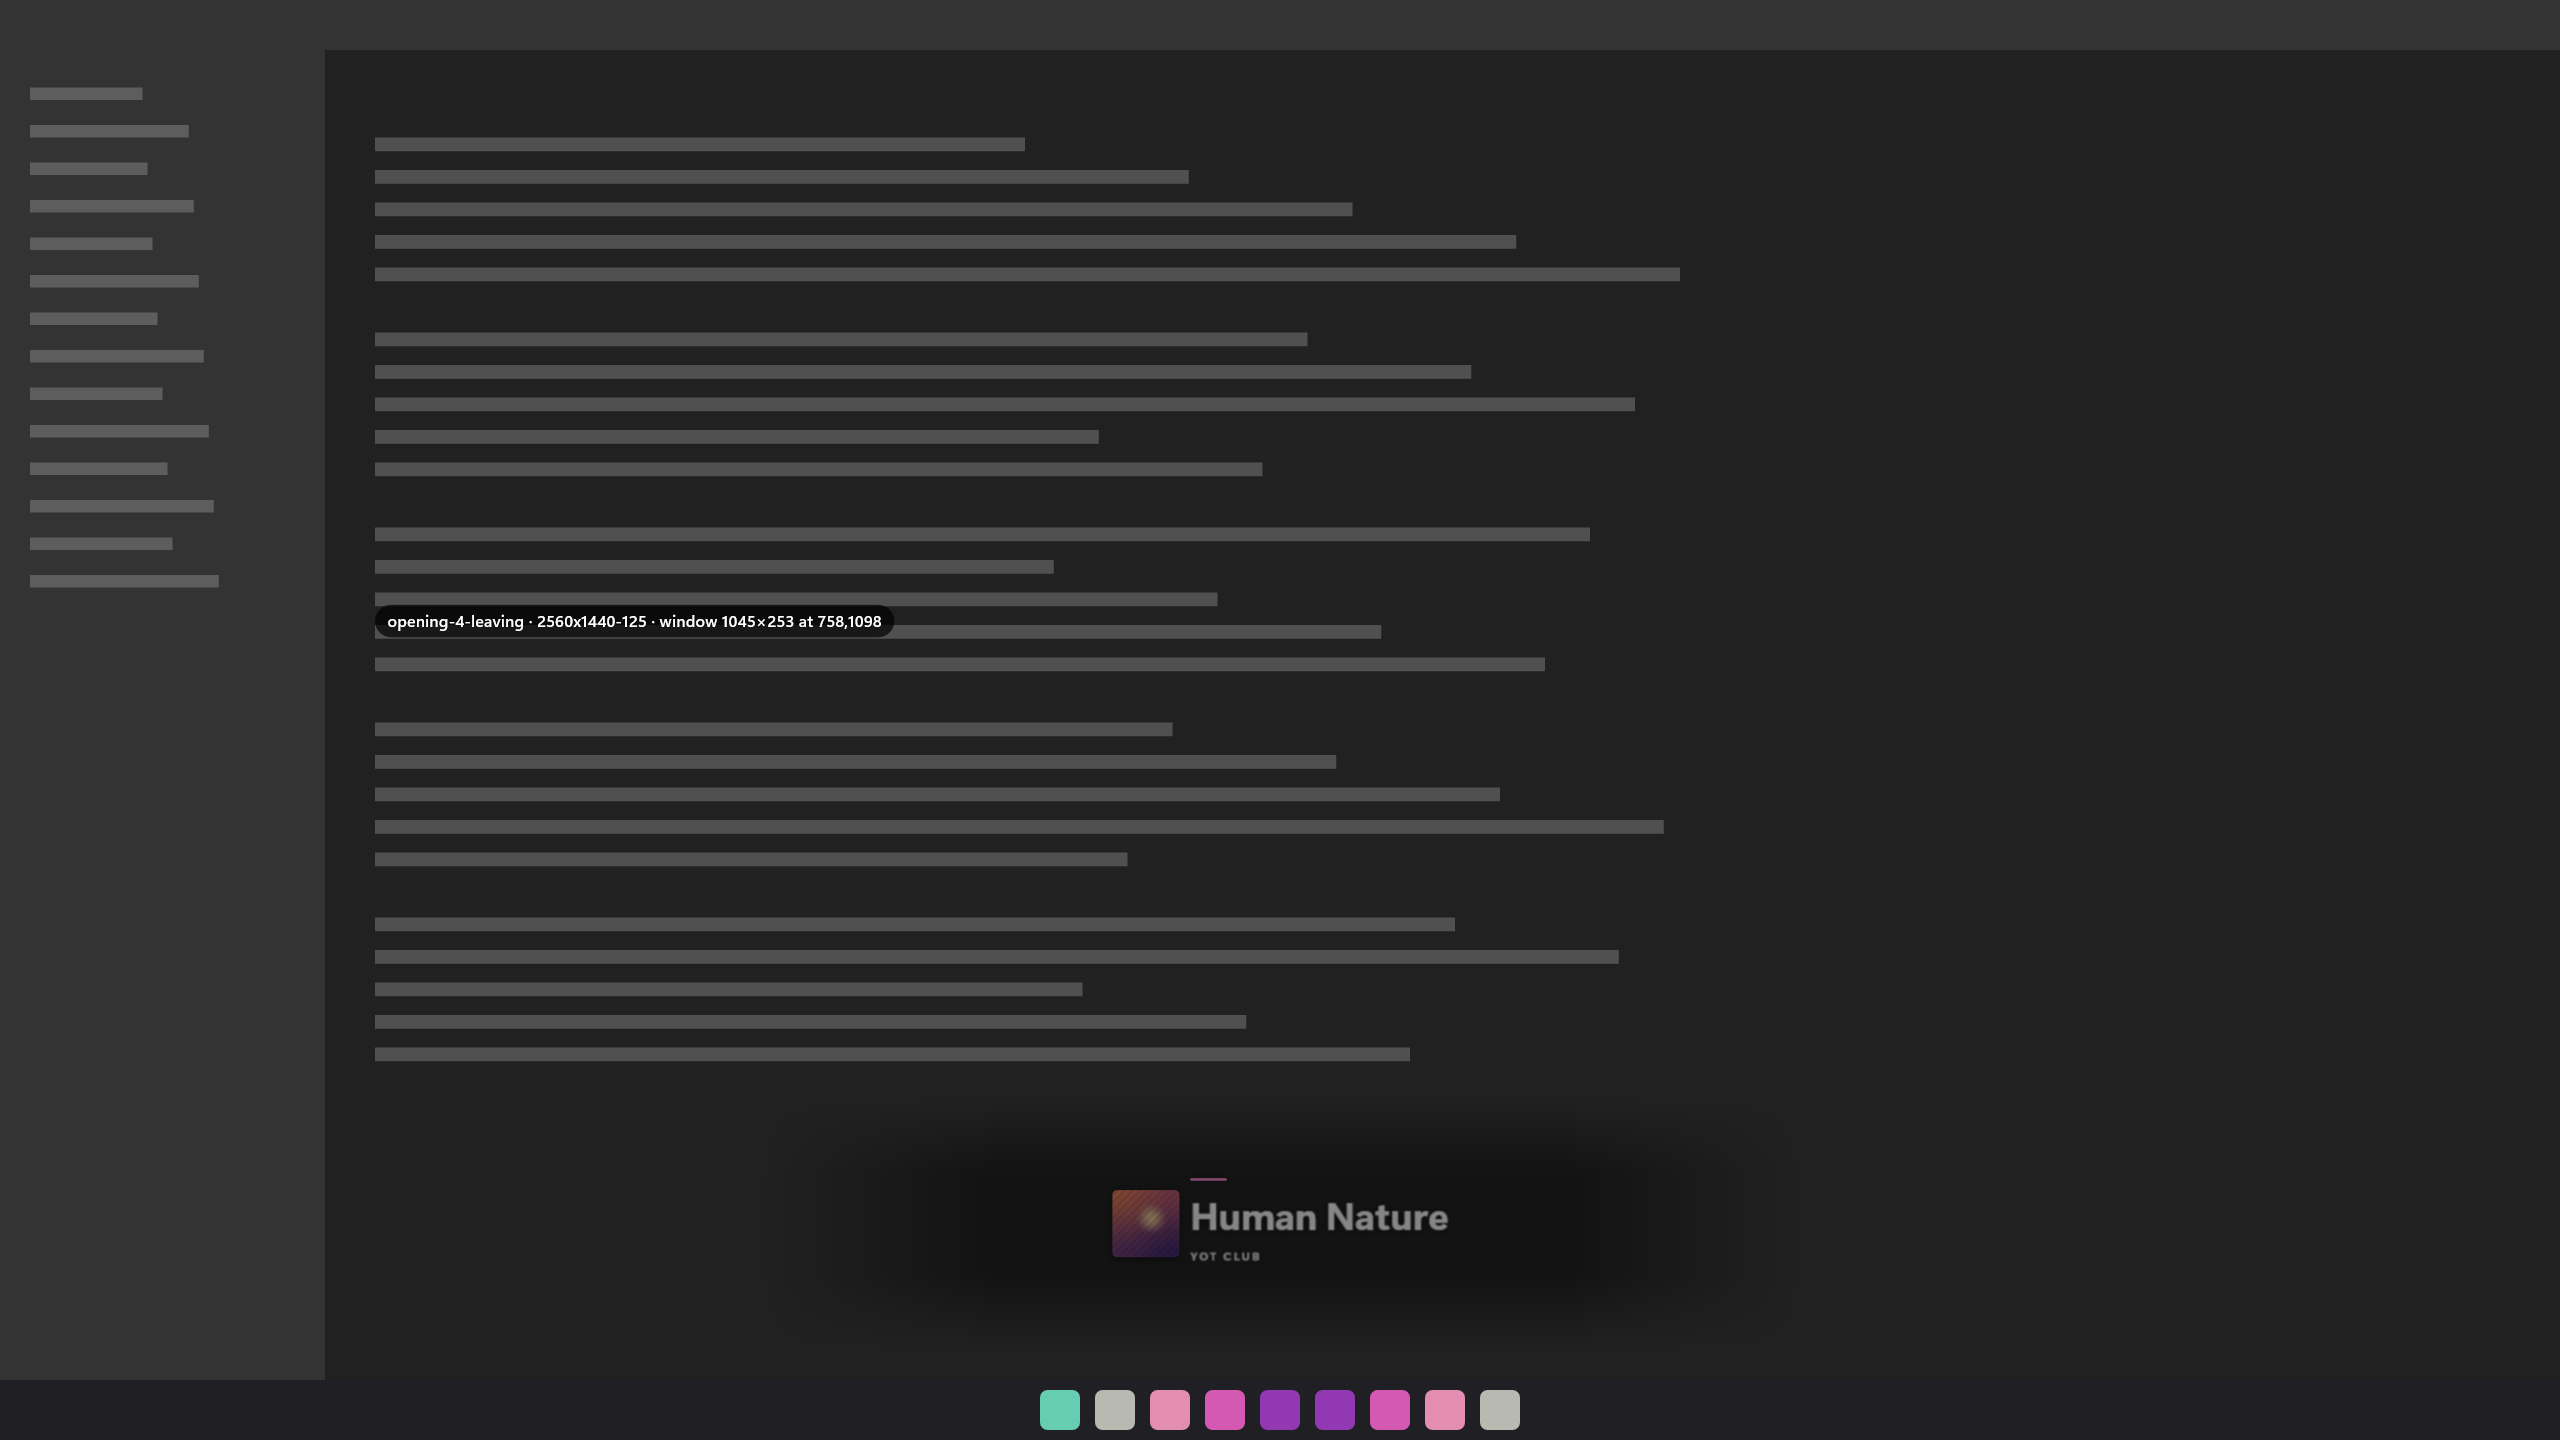 opening-4-leaving · 2560x1440-125 · window 1045×253 at 758,1098
Human Nature
YOT CLUB